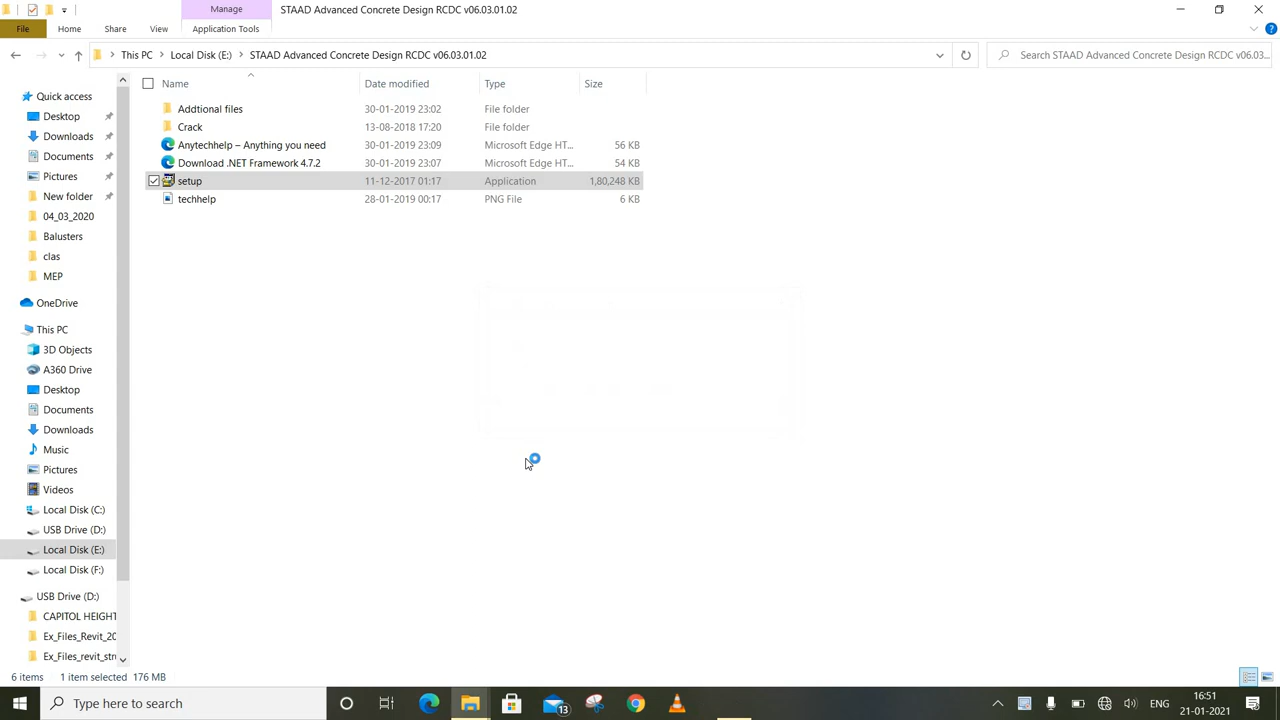 Manage
STAAD Advanced Concrete Design RCDC v06.03.01.02
File
Home
Share
View
Application Tools
This PC
Local Disk (E:)
STAAD Advanced Concrete Design RCDC v06.03.01.02
Search STAAD Advanced Concrete Design RCDC v06.03...
Name
Date modified
Type
Size
Addtional files
30-01-2019 23:02
File folder
Crack
13-08-2018 17:20
File folder
Anytechhelp – Anything you need
30-01-2019 23:09
Microsoft Edge HT...
56 KB
Download .NET Framework 4.7.2
30-01-2019 23:07
Microsoft Edge HT...
54 KB
setup
11-12-2017 01:17
Application
1,80,248 KB
techhelp
28-01-2019 00:17
PNG File
6 KB
Quick access
Desktop
Downloads
Documents
Pictures
New folder
04_03_2020
Balusters
clas
MEP
OneDrive
This PC
3D Objects
A360 Drive
Desktop
Documents
Downloads
Music
Pictures
Videos
Local Disk (C:)
USB Drive (D:)
Local Disk (E:)
Local Disk (F:)
USB Drive (D:)
CAPITOL HEIGHT
Ex_Files_Revit_20
Ex_Files_revit_stru
6 items
1 item selected 176 MB
Type here to search
13
ENG
16:51
21-01-2021